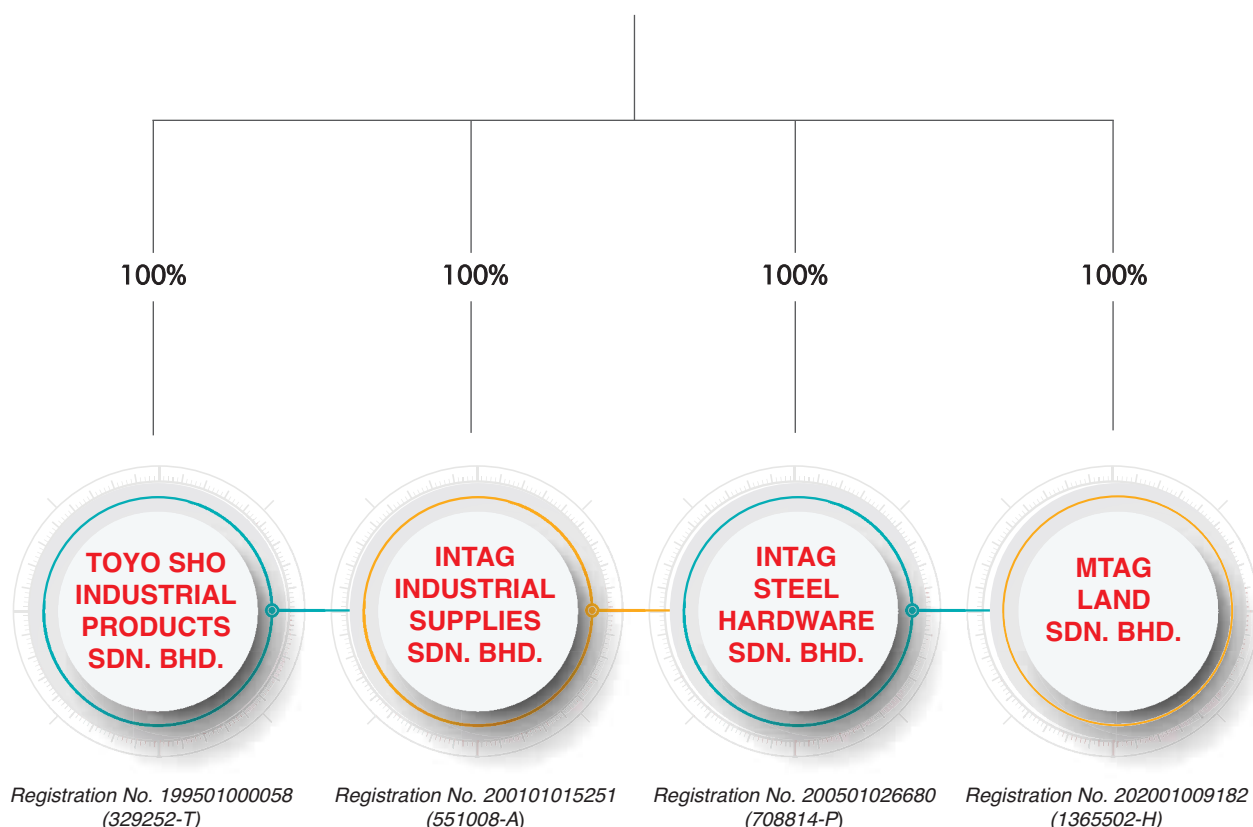 100%
100%
100%
100%
TOYO SHO
INDUSTRIAL
PRODUCTS
SDN. BHD.
INTAG
INDUSTRIAL
SUPPLIES
SDN. BHD.
INTAG
STEEL
HARDWARE
SDN. BHD.
MTAG
LAND
SDN. BHD.
Registration No. 199501000058
(329252-T)
Registration No. 200101015251
(551008-A)
Registration No. 200501026680
(708814-P)
Registration No. 202001009182
(1365502-H)